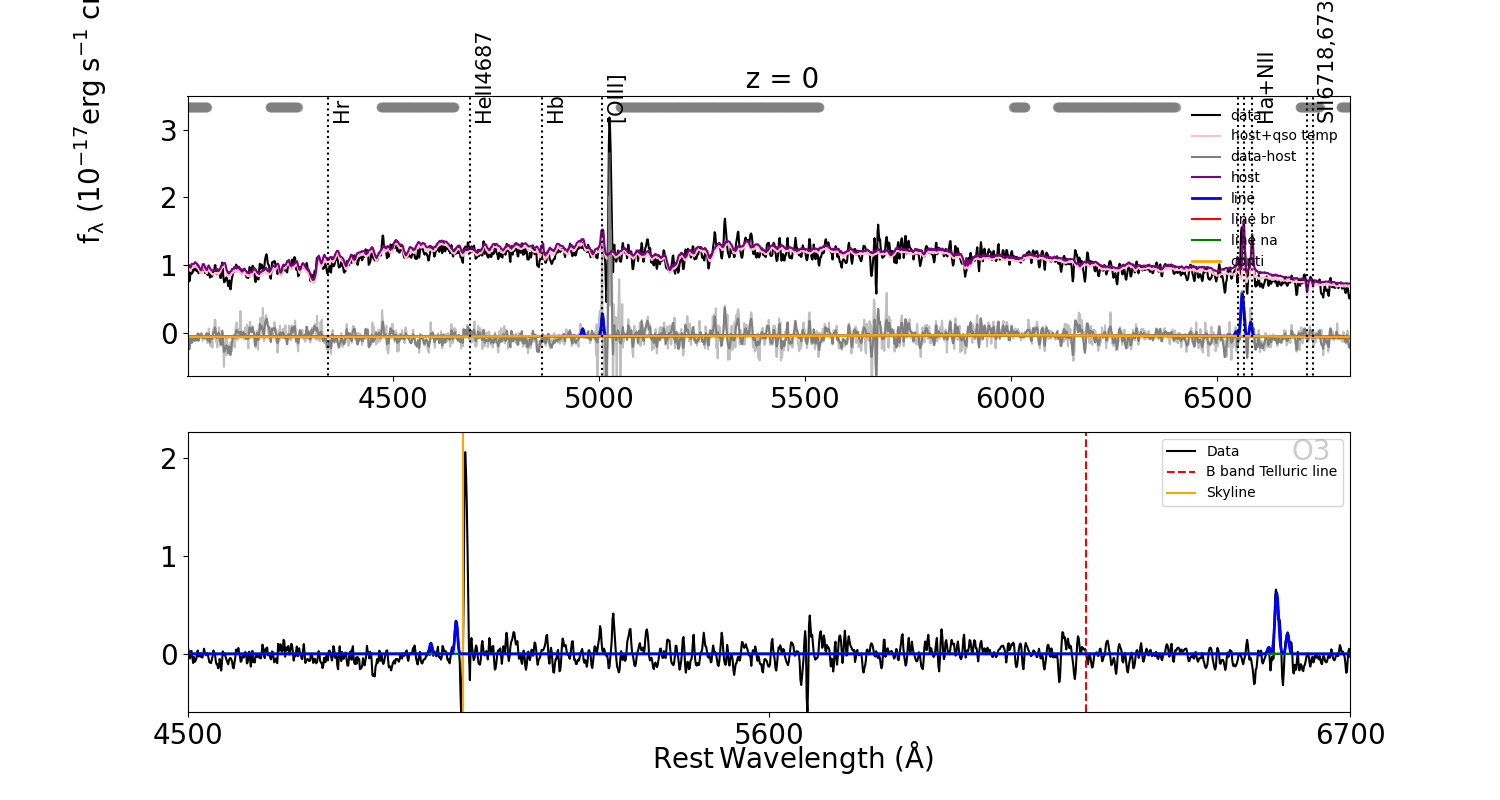 z = 0
f_λ (10^−17 erg s^−1 c
Hr
HeII4687
Hb
[OIII]
Ha+NII
SII6718,673
data
host+qso temp
data-host
host
line
line br
line na
conti
3
2
1
0
4500 5000 5500 6000 6500
O3
Data
B band Telluric line
Skyline
2
1
0
4500 5600 6700
Rest Wavelength (Å)